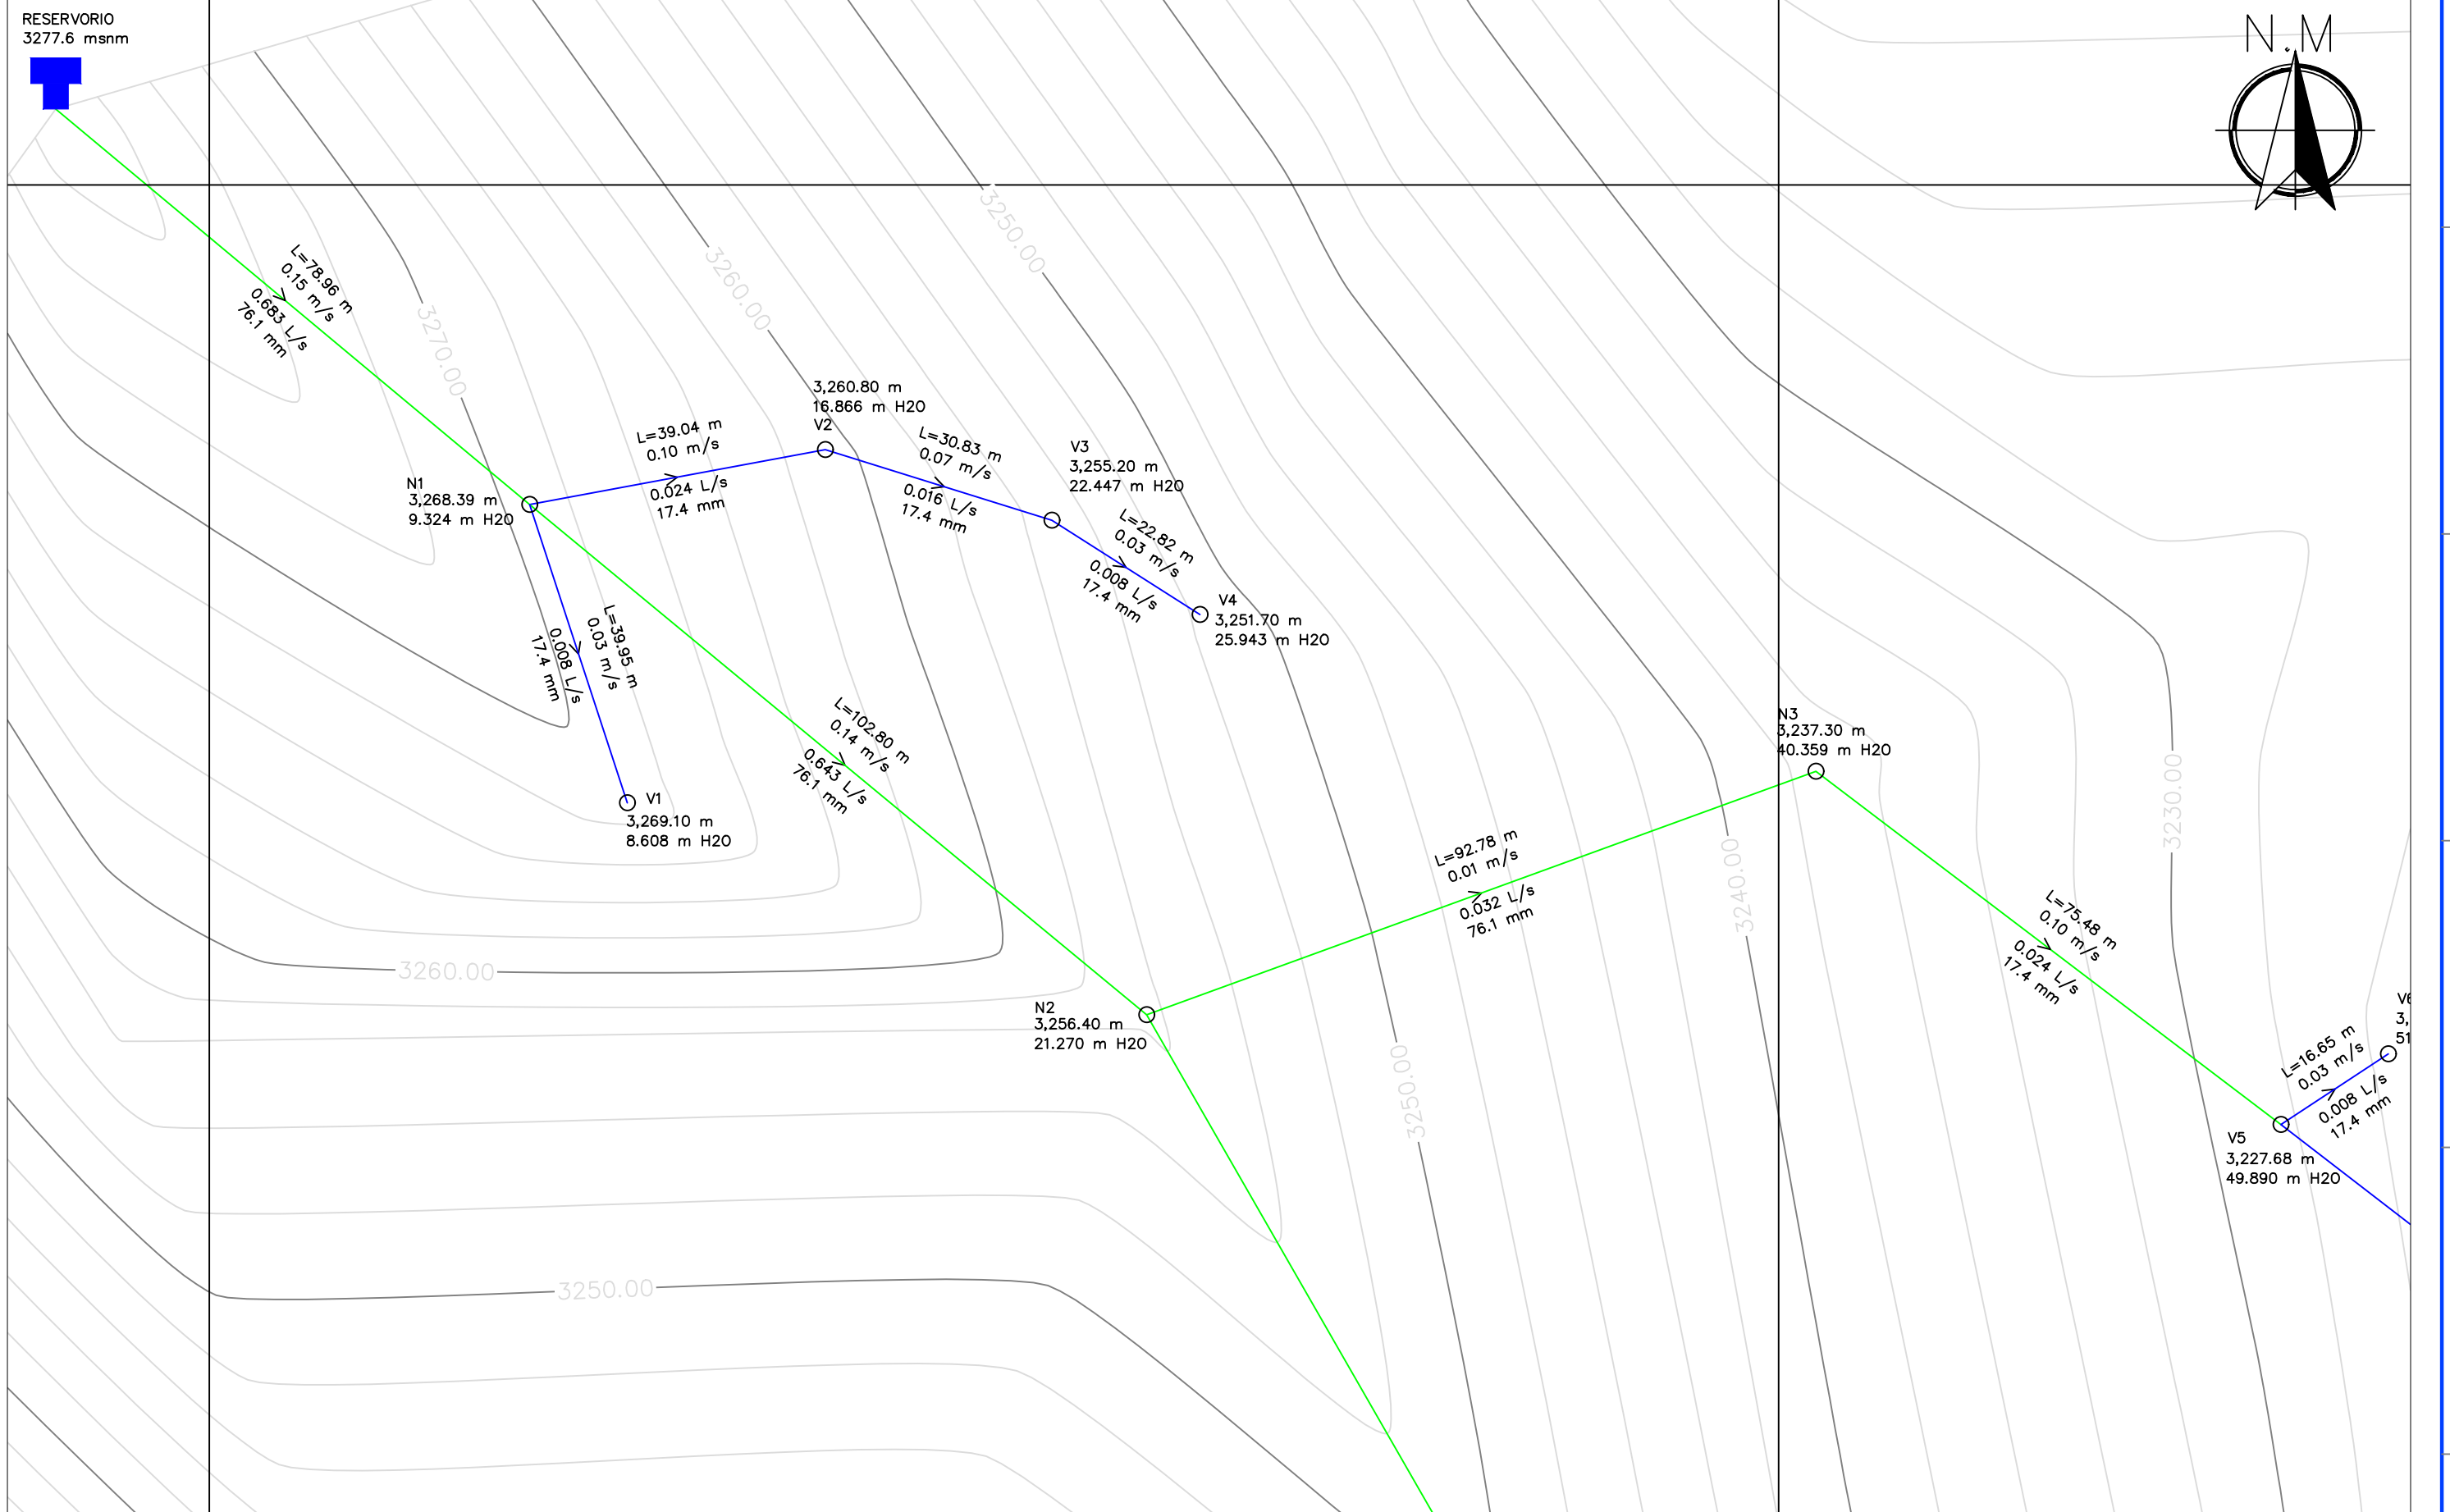 RESERVORIO
3277.6 msnm
N.M
3250.00
3260.00
3270.00
L=78.96 m
0.15 m/s
0.683 L/s
76.1 mm
3,260.80 m
16.866 m H2O
V2
L=39.04 m
0.10 m/s
0.024 L/s
17.4 mm
L=30.83 m
0.07 m/s
0.016 L/s
17.4 mm
V3
3,255.20 m
22.447 m H2O
N1
3,268.39 m
9.324 m H2O
L=22.82 m
0.03 m/s
0.008 L/s
17.4 mm
V4
3,251.70 m
25.943 m H2O
L=39.95 m
0.03 m/s
0.008 L/s
17.4 mm
V1
3,269.10 m
8.608 m H2O
L=102.80 m
0.14 m/s
0.643 L/s
76.1 mm
N3
3,237.30 m
40.359 m H2O
3230.00
L=92.78 m
0.01 m/s
0.032 L/s
76.1 mm
3240.00
L=75.48 m
0.10 m/s
0.024 L/s
17.4 mm
3260.00
N2
3,256.40 m
21.270 m H2O
3250.00
V6
3,
51
L=16.65 m
0.03 m/s
0.008 L/s
17.4 mm
V5
3,227.68 m
49.890 m H2O
3250.00